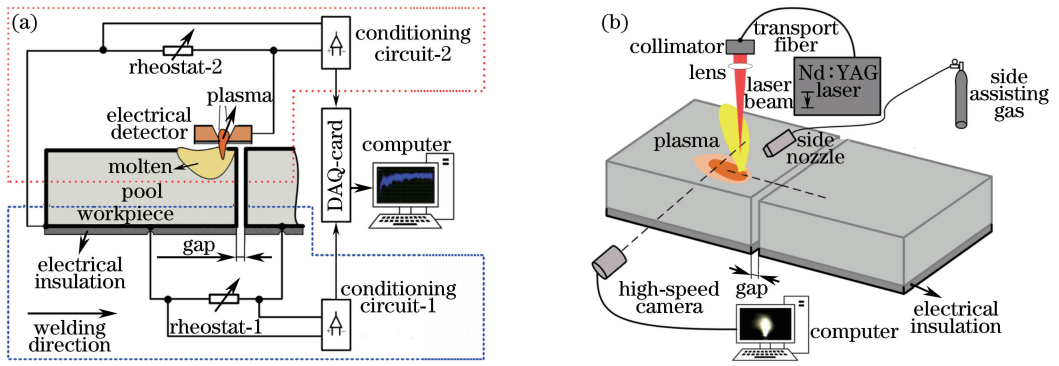 (a)
conditioning
circuit-2
rheostat-2
plasma
electrical
detector
molten
pool
workpiece
DAQ-card
computer
gap
electrical
insulation
conditioning
circuit-1
rheostat-1
welding
direction
(b)
transport
fiber
collimator
lens
laser
beam
Nd:YAG
laser
side
assisting
gas
plasma
side
nozzle
gap
high-speed
camera
computer
electrical
insulation